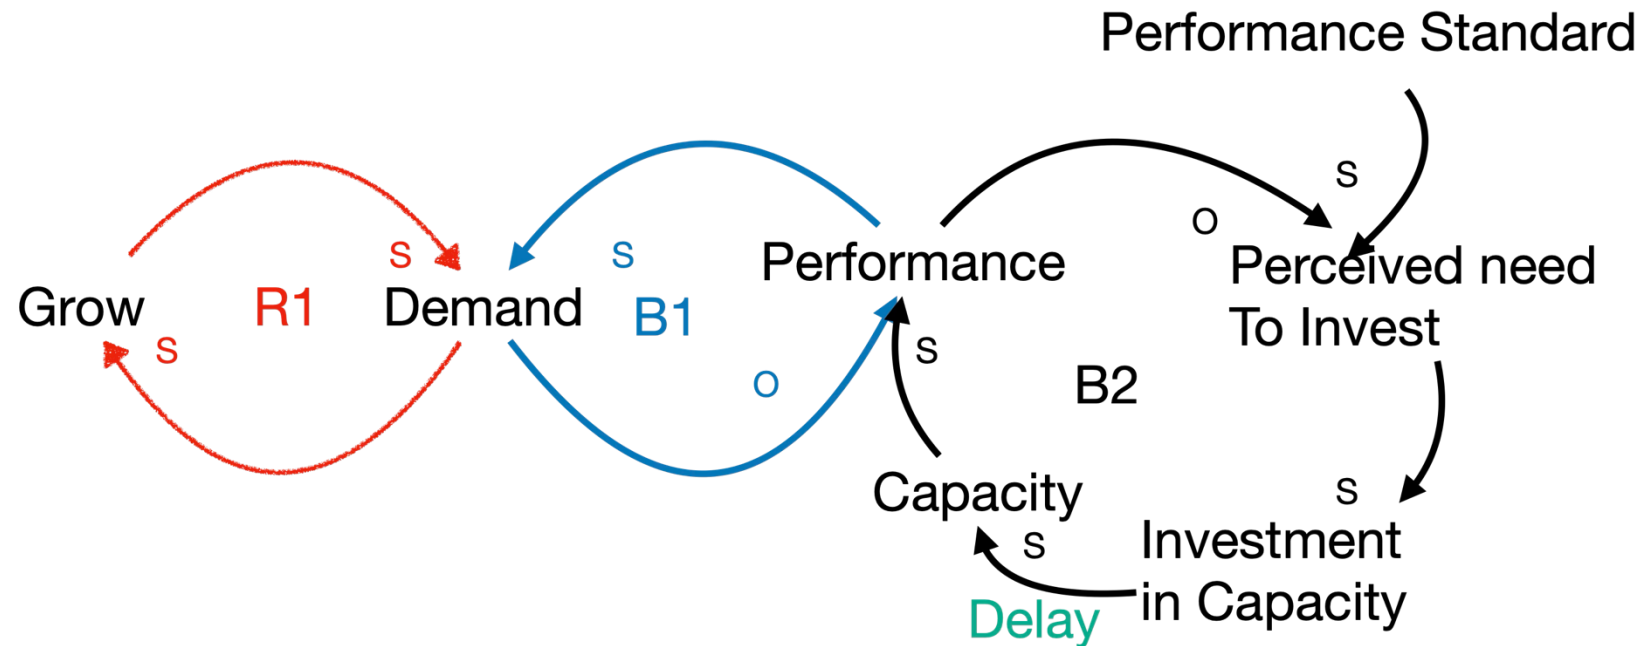 Performance Standard
S
O
S
S
Performance
Perceived need
To Invest
Grow
R1
Demand
B1
S
S
O
B2
Capacity
S
S
Investment
in Capacity
Delay